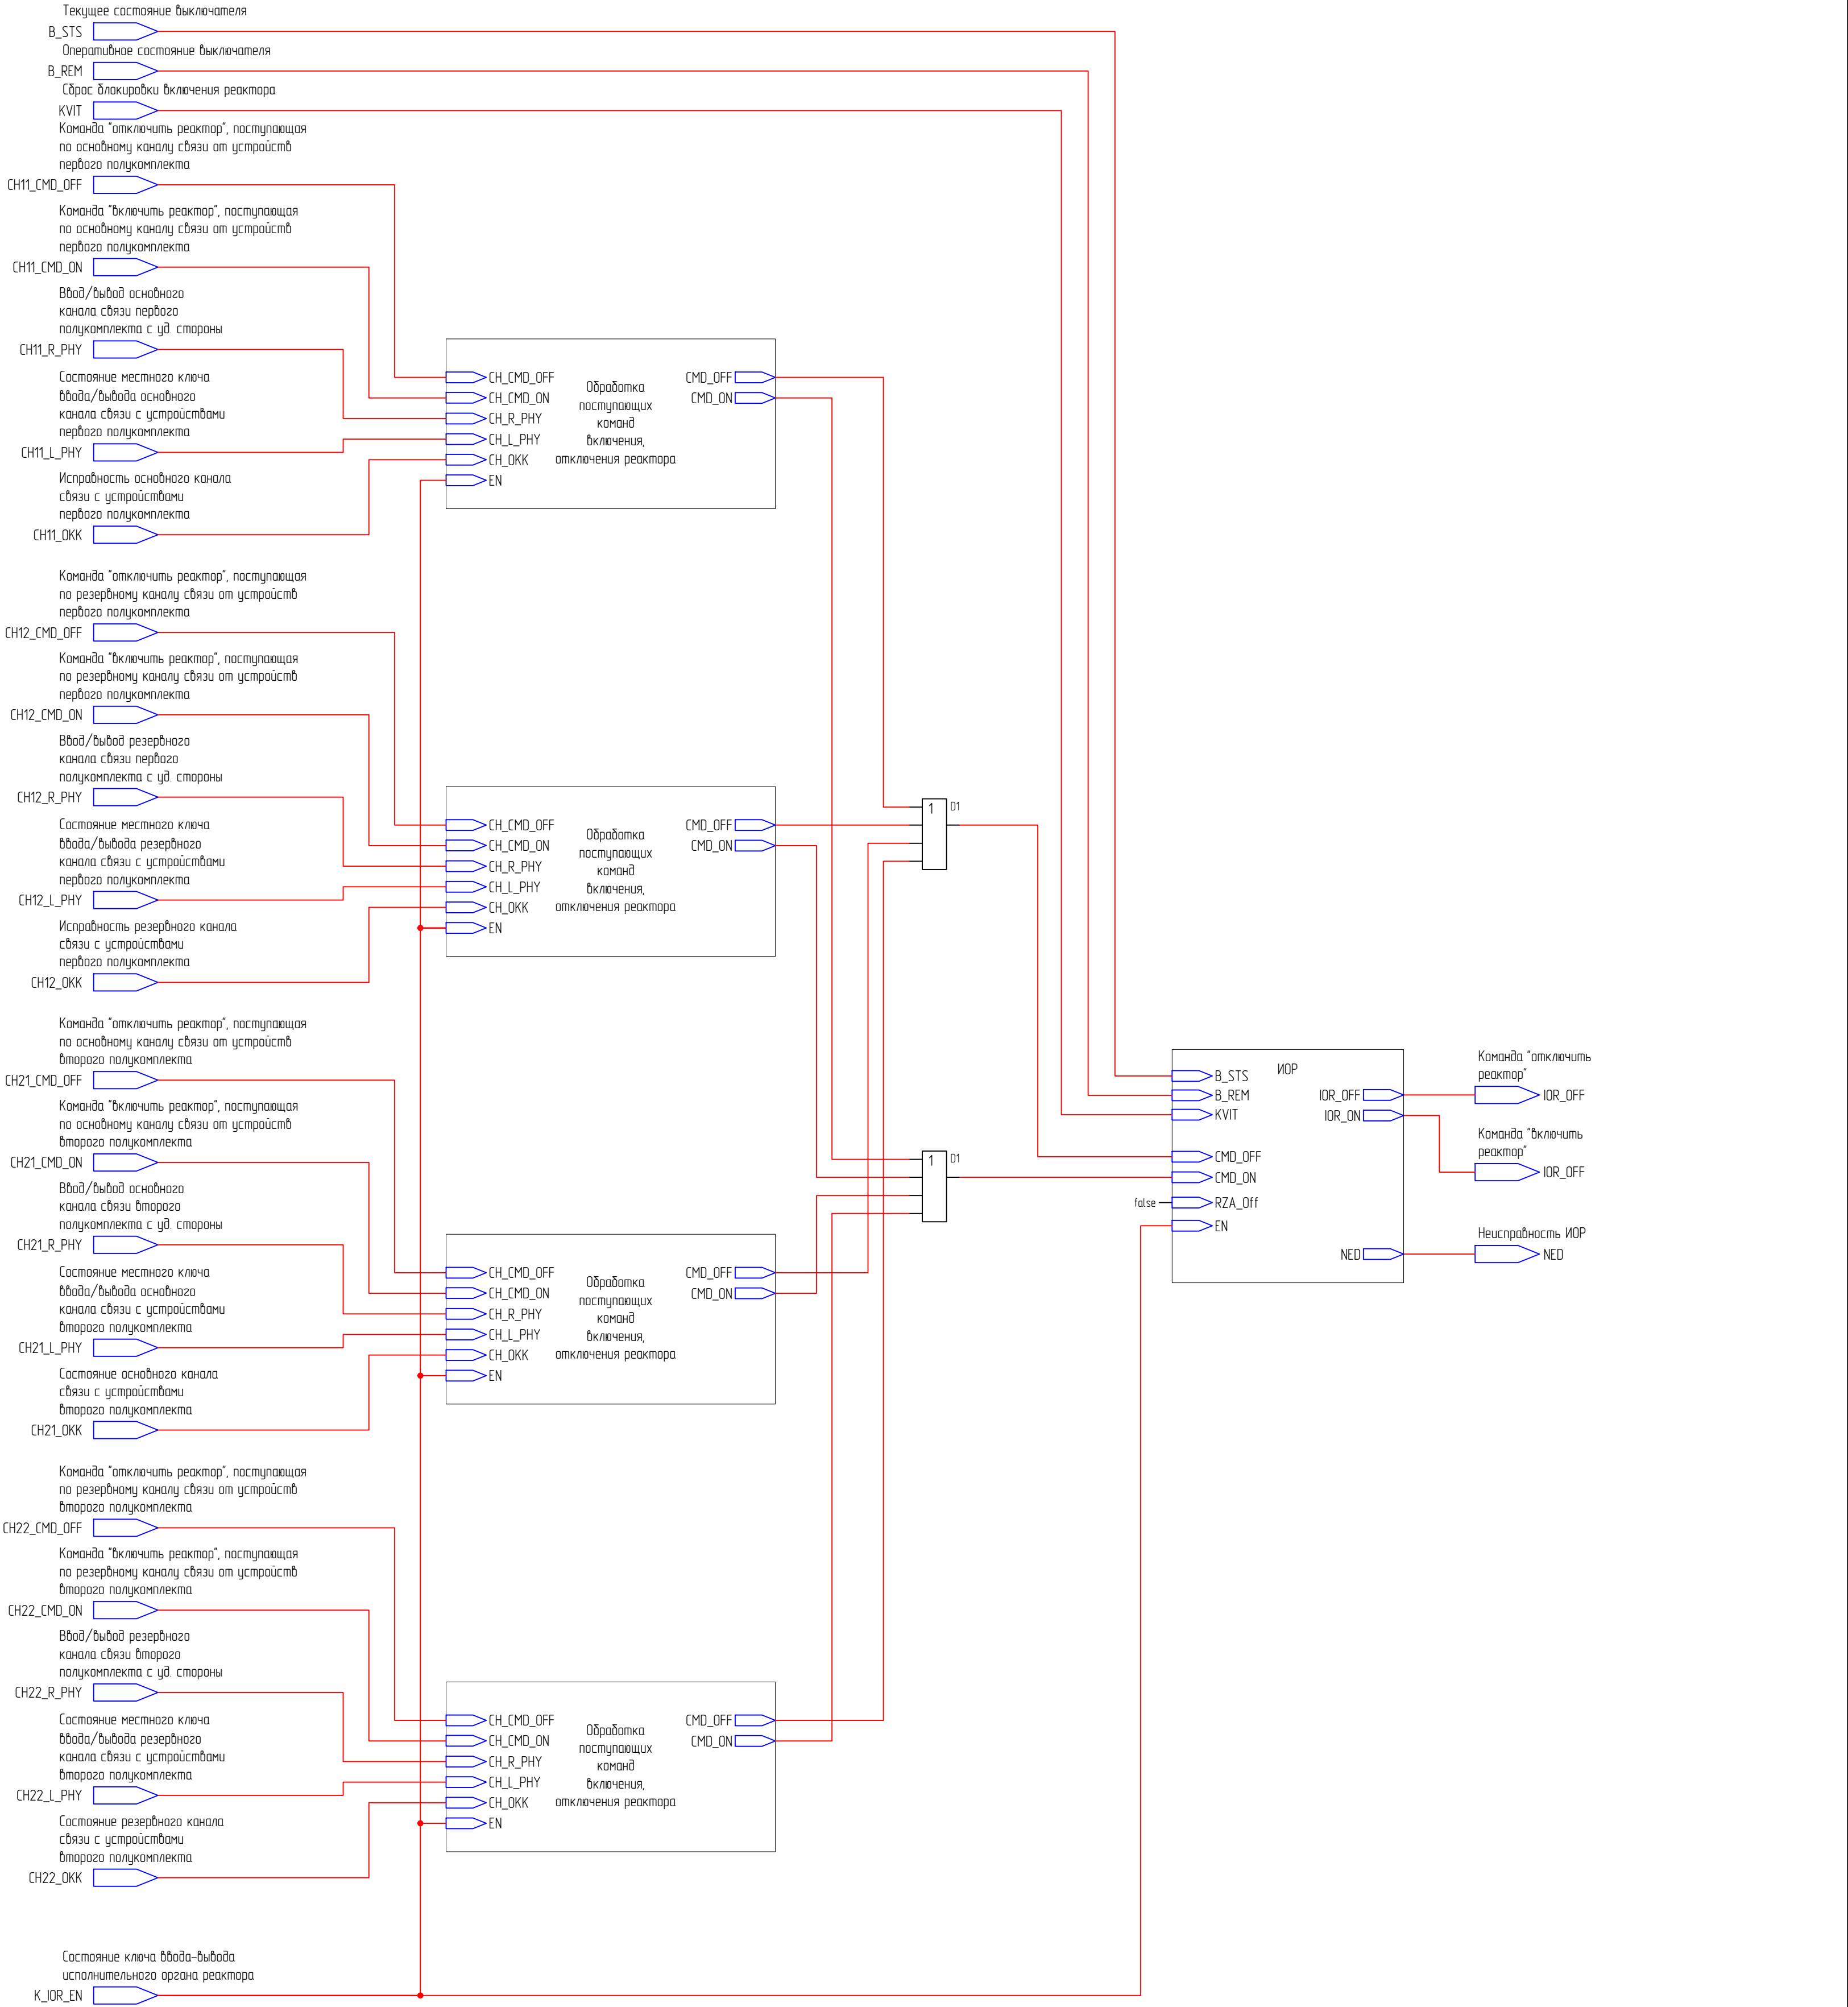 Текущее состояние выключателя
B_STS
Оперативное состояние выключателя
B_REM
Сброс блокировки включения реактора
KVIT
Команда "отключить реактор", поступающая
по основному каналу связи от устройств
первого полукомплекта
CH11_CMD_OFF
Команда "включить реактор", поступающая
по основному каналу связи от устройств
первого полукомплекта
CH11_CMD_ON
Ввод/вывод основного
канала связи первого
полукомплекта с уд. стороны
CH11_R_PHY
Состояние местного ключа
ввода/вывода основного
канала связи с устройствами
первого полукомплекта
CH11_L_PHY
Исправность основного канала
связи с устройствами
первого полукомплекта
CH11_OKK
CH_CMD_OFF
CH_CMD_ON
CH_R_PHY
CH_L_PHY
CH_OKK
EN
Обработка
поступающих
команд
включения,
отключения реактора
CMD_OFF
CMD_ON
Команда "отключить реактор", поступающая
по резервному каналу связи от устройств
первого полукомплекта
CH12_CMD_OFF
Команда "включить реактор", поступающая
по резервному каналу связи от устройств
первого полукомплекта
CH12_CMD_ON
Ввод/вывод резервного
канала связи первого
полукомплекта с уд. стороны
CH12_R_PHY
Состояние местного ключа
ввода/вывода резервного
канала связи с устройствами
первого полукомплекта
CH12_L_PHY
Исправность резервного канала
связи с устройствами
первого полукомплекта
CH12_OKK
CH_CMD_OFF
CH_CMD_ON
CH_R_PHY
CH_L_PHY
CH_OKK
EN
Обработка
поступающих
команд
включения,
отключения реактора
CMD_OFF
CMD_ON
1
D1
Команда "отключить реактор", поступающая
по основному каналу связи от устройств
второго полукомплекта
CH21_CMD_OFF
Команда "включить реактор", поступающая
по основному каналу связи от устройств
второго полукомплекта
CH21_CMD_ON
Ввод/вывод основного
канала связи второго
полукомплекта с уд. стороны
CH21_R_PHY
Состояние местного ключа
ввода/вывода основного
канала связи с устройствами
второго полукомплекта
CH21_L_PHY
Состояние основного канала
связи с устройствами
второго полукомплекта
CH21_OKK
CH_CMD_OFF
CH_CMD_ON
CH_R_PHY
CH_L_PHY
CH_OKK
EN
Обработка
поступающих
команд
включения,
отключения реактора
CMD_OFF
CMD_ON
1
D1
B_STS
B_REM
KVIT
CMD_OFF
CMD_ON
false
RZA_Off
EN
ИОР
IOR_OFF
IOR_ON
NED
Команда "отключить
реактор"
IOR_OFF
Команда "включить
реактор"
IOR_OFF
Неисправность ИОР
NED
Команда "отключить реактор", поступающая
по резервному каналу связи от устройств
второго полукомплекта
CH22_CMD_OFF
Команда "включить реактор", поступающая
по резервному каналу связи от устройств
второго полукомплекта
CH22_CMD_ON
Ввод/вывод резервного
канала связи второго
полукомплекта с уд. стороны
CH22_R_PHY
Состояние местного ключа
ввода/вывода резервного
канала связи с устройствами
второго полукомплекта
CH22_L_PHY
Состояние резервного канала
связи с устройствами
второго полукомплекта
CH22_OKK
CH_CMD_OFF
CH_CMD_ON
CH_R_PHY
CH_L_PHY
CH_OKK
EN
Обработка
поступающих
команд
включения,
отключения реактора
CMD_OFF
CMD_ON
Состояние ключа ввода-вывода
исполнительного органа реактора
K_IOR_EN